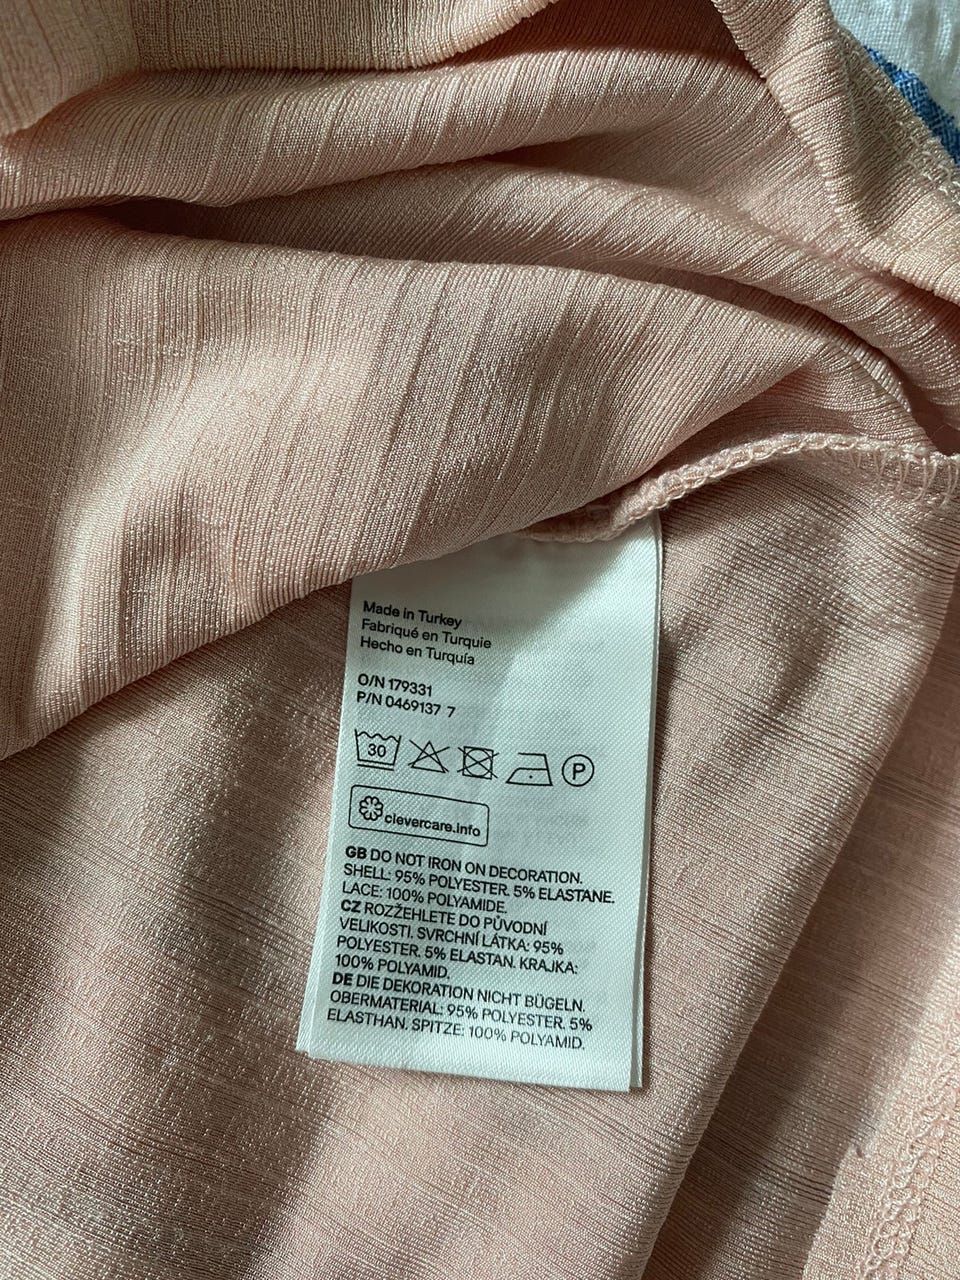 Made in Turkey
Fabriqué en Turquie
Hecho en Turquía
O/N 179331
P/N 0469137 7
30
P
clevercare.info
GB DO NOT IRON ON DECORATION.
SHELL: 95% POLYESTER. 5% ELASTANE.
LACE: 100% POLYAMIDE.
CZ ROZŽEHLETE DO PŮVODNÍ
VELIKOSTI. SVRCHNÍ LÁTKA: 95%
POLYESTER. 5% ELASTAN. KRAJKA:
100% POLYAMID.
DE DIE DEKORATION NICHT BÜGELN.
OBERMATERIAL: 95% POLYESTER. 5%
ELASTHAN. SPITZE: 100% POLYAMID.